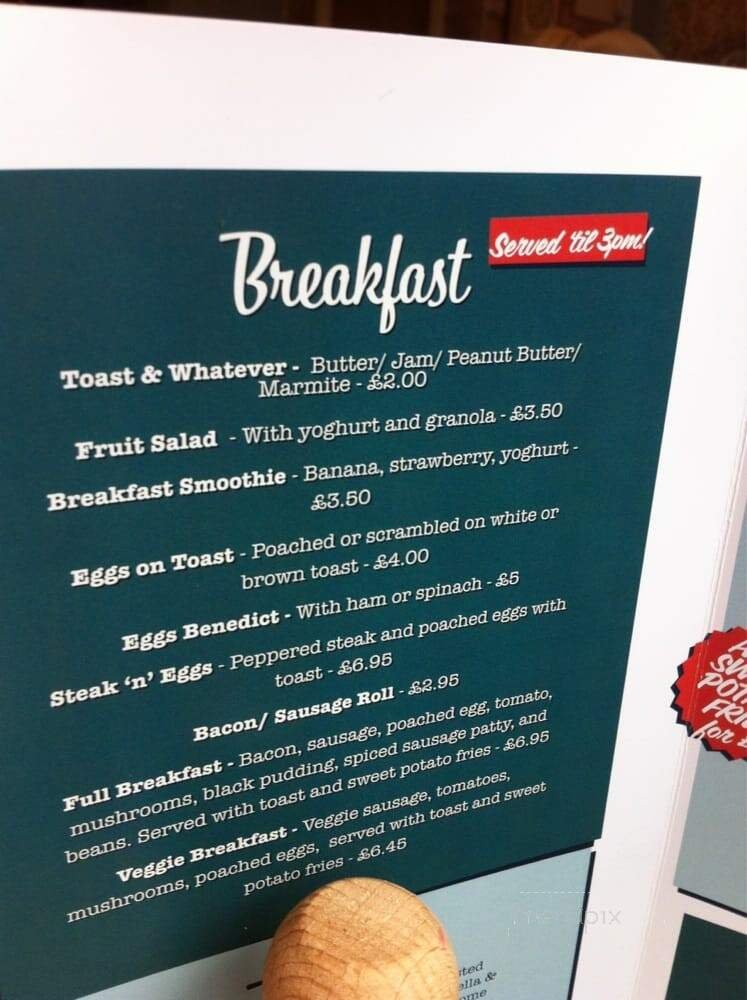 Breakfast
Served 'til 3pm!
Toast & Whatever - Butter/ Jam/ Peanut Butter/
Marmite - £2.00
Fruit Salad - With yoghurt and granola - £3.50
Breakfast Smoothie - Banana, strawberry, yoghurt -
£3.50
Eggs on Toast - Poached or scrambled on white or
brown toast - £4.00
Eggs Benedict - With ham or spinach - £5
Steak 'n' Eggs - Peppered steak and poached eggs with
toast - £6.95
Bacon/ Sausage Roll - £2.95
Full Breakfast - Bacon, sausage, poached egg, tomato,
mushrooms, black pudding, spiced sausage patty, and
beans. Served with toast and sweet potato fries - £6.95
Veggie Breakfast - Veggie sausage, tomatoes,
mushrooms, poached eggs, served with toast and sweet
potato fries - £6.45
for